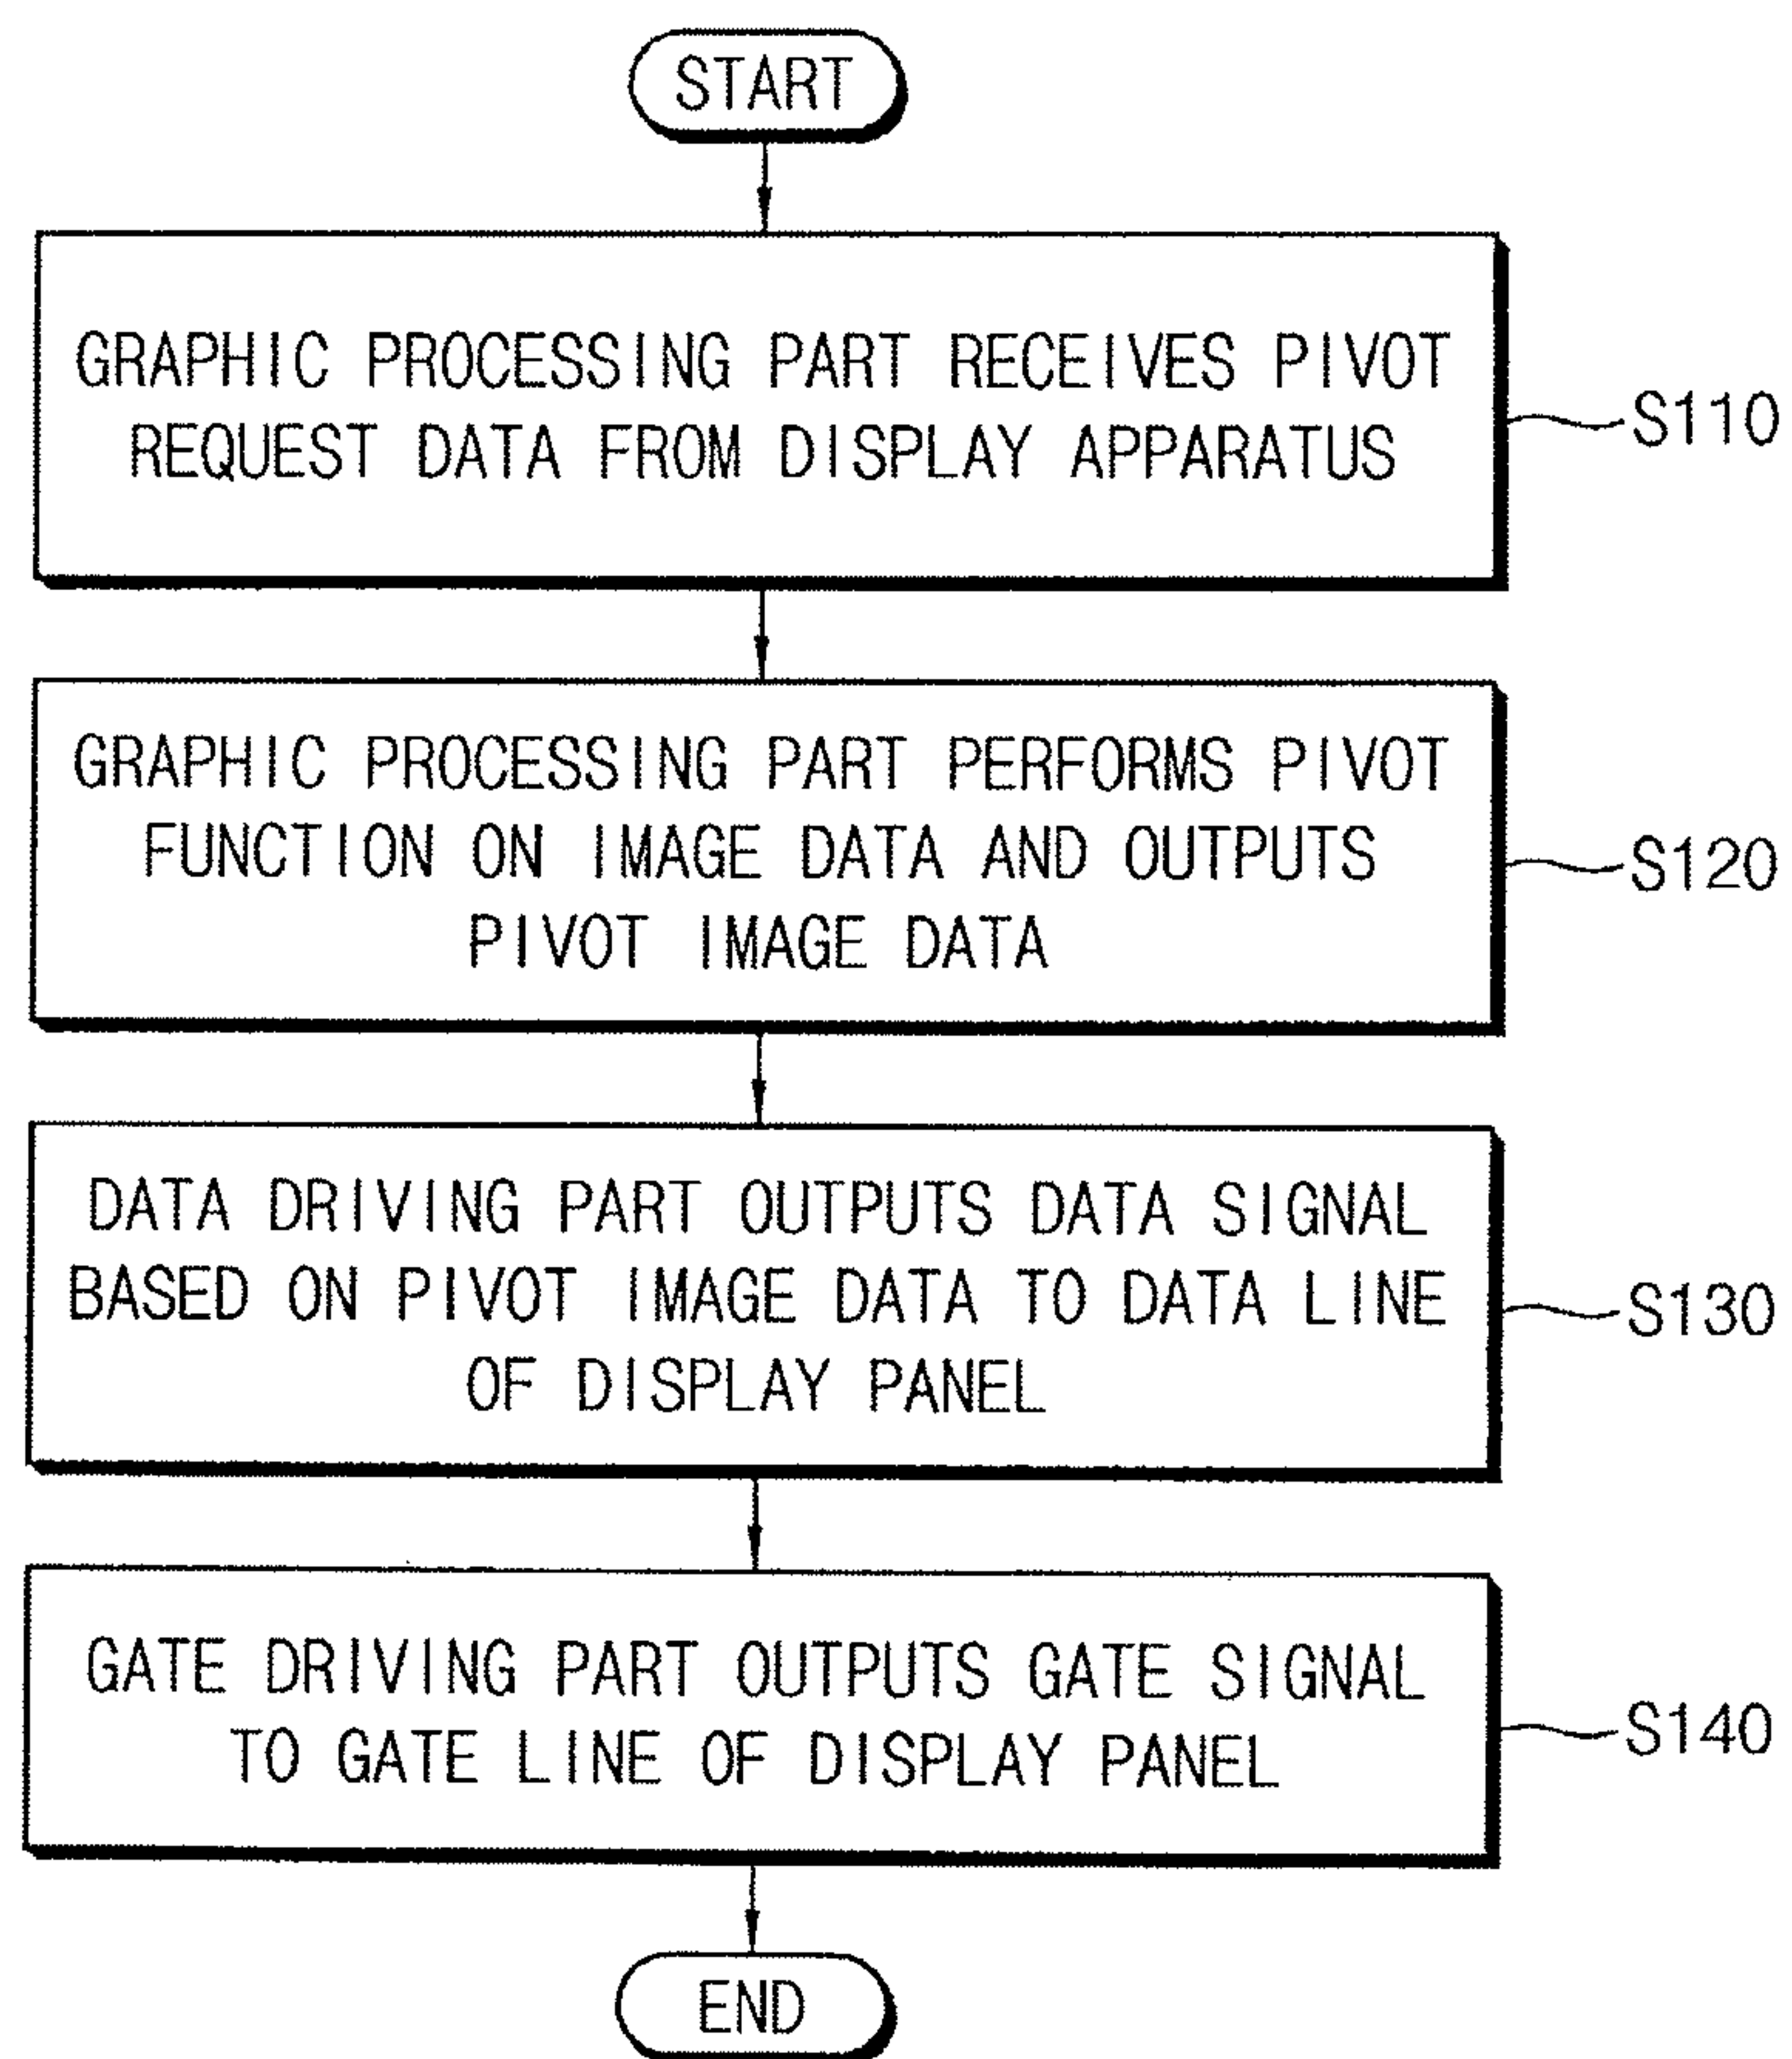 START
GRAPHIC PROCESSING PART RECEIVES PIVOT
REQUEST DATA FROM DISPLAY APPARATUS
S110
GRAPHIC PROCESSING PART PERFORMS PIVOT
FUNCTION ON IMAGE DATA AND OUTPUTS
PIVOT IMAGE DATA
S120
DATA DRIVING PART OUTPUTS DATA SIGNAL
BASED ON PIVOT IMAGE DATA TO DATA LINE
OF DISPLAY PANEL
S130
GATE DRIVING PART OUTPUTS GATE SIGNAL
TO GATE LINE OF DISPLAY PANEL
S140
END